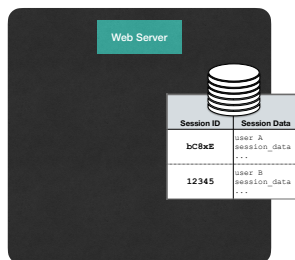 Web Server
Session ID Session Data
bC8xE
user A
session_data
...
12345
user B
session_data
...